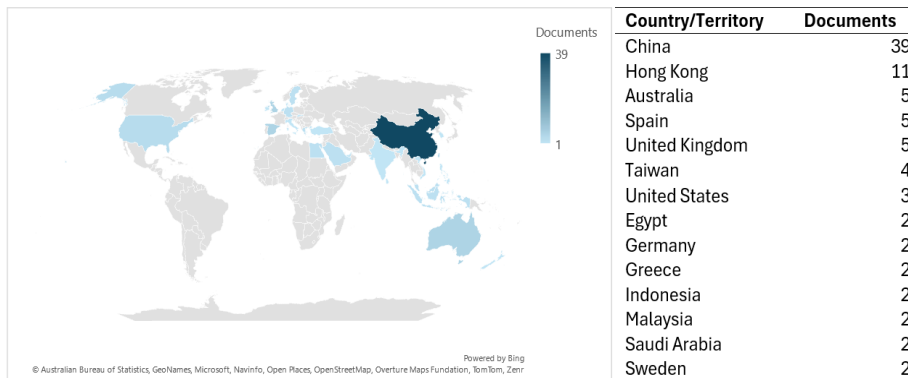 Documents
39
1
Powered by Bing
© Australian Bureau of Statistics, GeoNames, Microsoft, Navinfo, Open Places, OpenStreetMap, Overture Maps Fundation, TomTom, Zenr
Country/Territory Documents
China 39
Hong Kong 11
Australia 5
Spain 5
United Kingdom 5
Taiwan 4
United States 3
Egypt 2
Germany 2
Greece 2
Indonesia 2
Malaysia 2
Saudi Arabia 2
Sweden 2